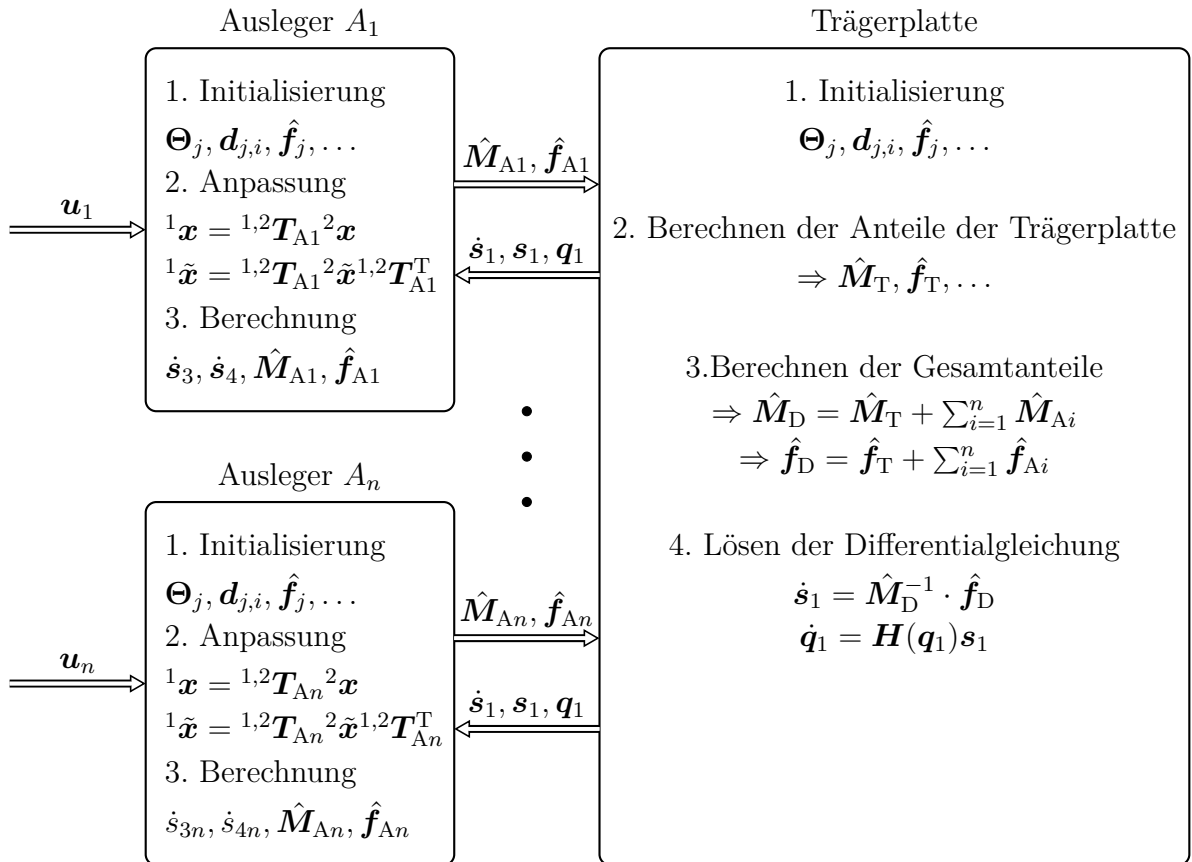 Ausleger A₁
1. Initialisierung
Θⱼ, dⱼ,ᵢ, f̂ⱼ, …
2. Anpassung
¹x = ¹,²T_A1 ²x
¹x̃ = ¹,²T_A1 ²x̃ ¹,²T_A1^T
3. Berechnung
ṡ₃, ṡ₄, M̂_A1, f̂_A1
u₁
M̂_A1, f̂_A1
ṡ₁, s₁, q₁
Ausleger Aₙ
1. Initialisierung
Θⱼ, dⱼ,ᵢ, f̂ⱼ, …
2. Anpassung
¹x = ¹,²T_An ²x
¹x̃ = ¹,²T_An ²x̃ ¹,²T_An^T
3. Berechnung
ṡ₃ₙ, ṡ₄ₙ, M̂_An, f̂_An
uₙ
M̂_An, f̂_An
ṡ₁, s₁, q₁
Trägerplatte
1. Initialisierung
Θⱼ, dⱼ,ᵢ, f̂ⱼ, …
2. Berechnen der Anteile der Trägerplatte
⇒ M̂_T, f̂_T, …
3.Berechnen der Gesamtanteile
⇒ M̂_D = M̂_T + ∑_{i=1}^{n} M̂_Ai
⇒ f̂_D = f̂_T + ∑_{i=1}^{n} f̂_Ai
4. Lösen der Differentialgleichung
ṡ₁ = M̂_D^{-1} · f̂_D
q̇₁ = H(q₁)s₁